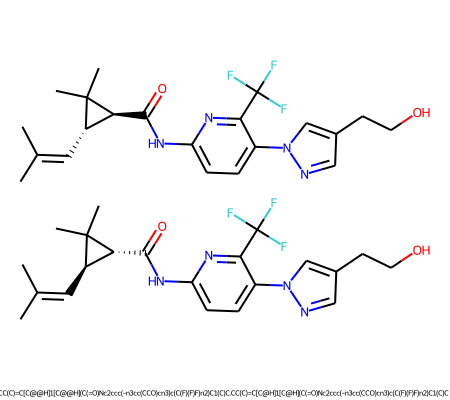 F
O
F
F
OH
N
N
HN
N
F
O
F
F
OH
N
N
HN
N
CC(C)=C[C@@H]1[C@@H](C(=O)Nc2ccc(-n3cc(CCO)cn3)c(C(F)(F)F)n2)C1(C)C.CC(C)=C[C@H]1[C@H](C(=O)Nc2ccc(-n3cc(CCO)cn3)c(C(F)(F)F)n2)C1(C)C